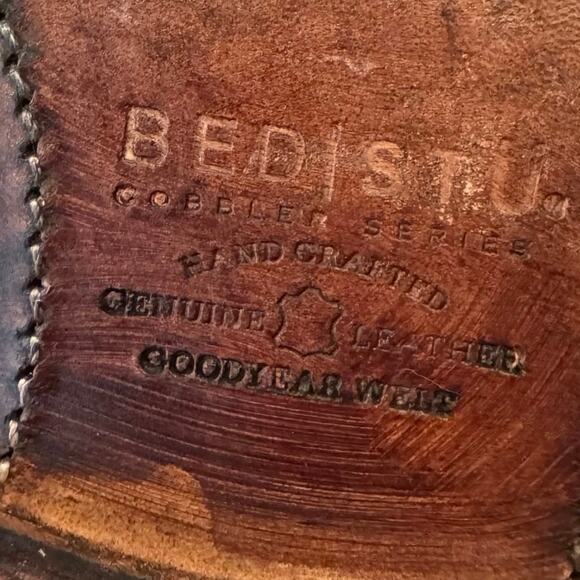 BED|STU®
COBBLER SERIES
HAND CRAFTED
GENUINE LEATHER
GOODYEAR WELT